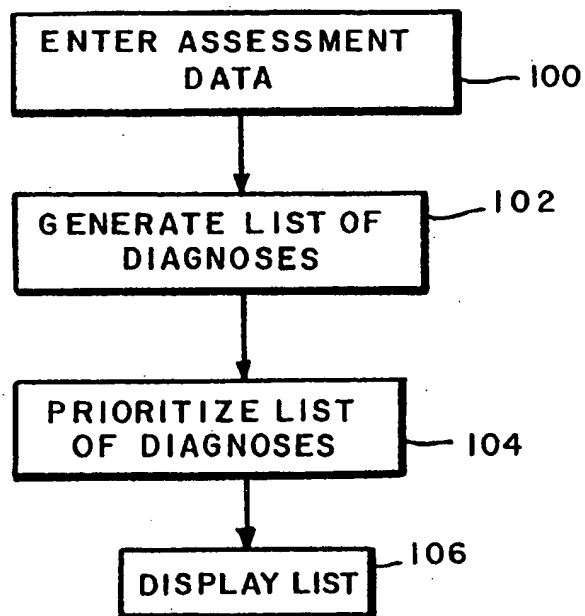 ENTER ASSESSMENT
DATA
100
GENERATE LIST OF
DIAGNOSES
102
PRIORITIZE LIST
OF DIAGNOSES
104
DISPLAY LIST
106